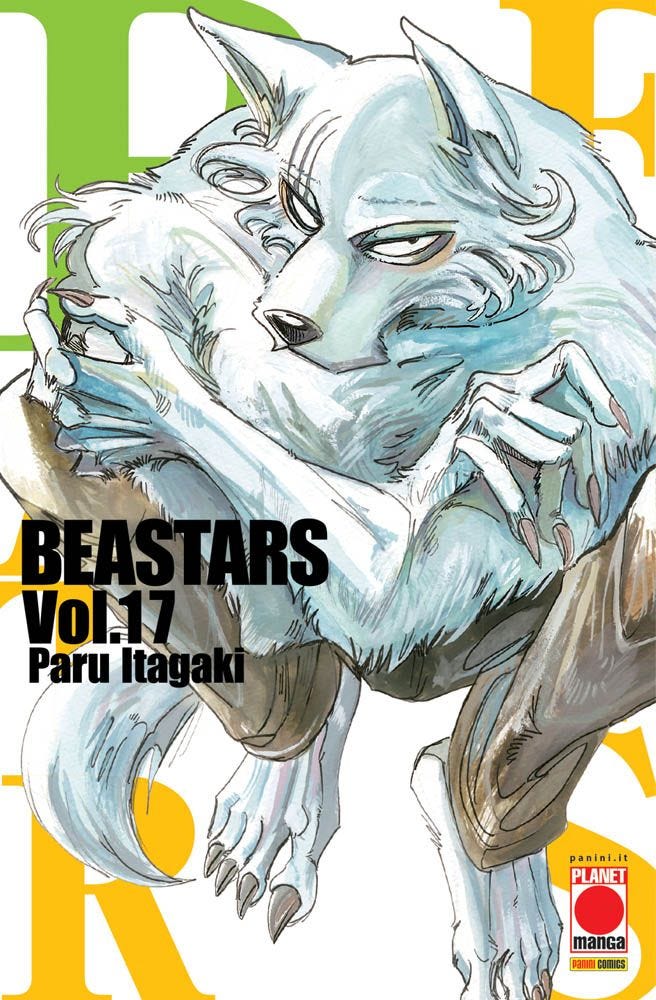 BEASTARS
Vol.17
Paru Itagaki
panini.it
PLANET
manga
PANINI COMICS